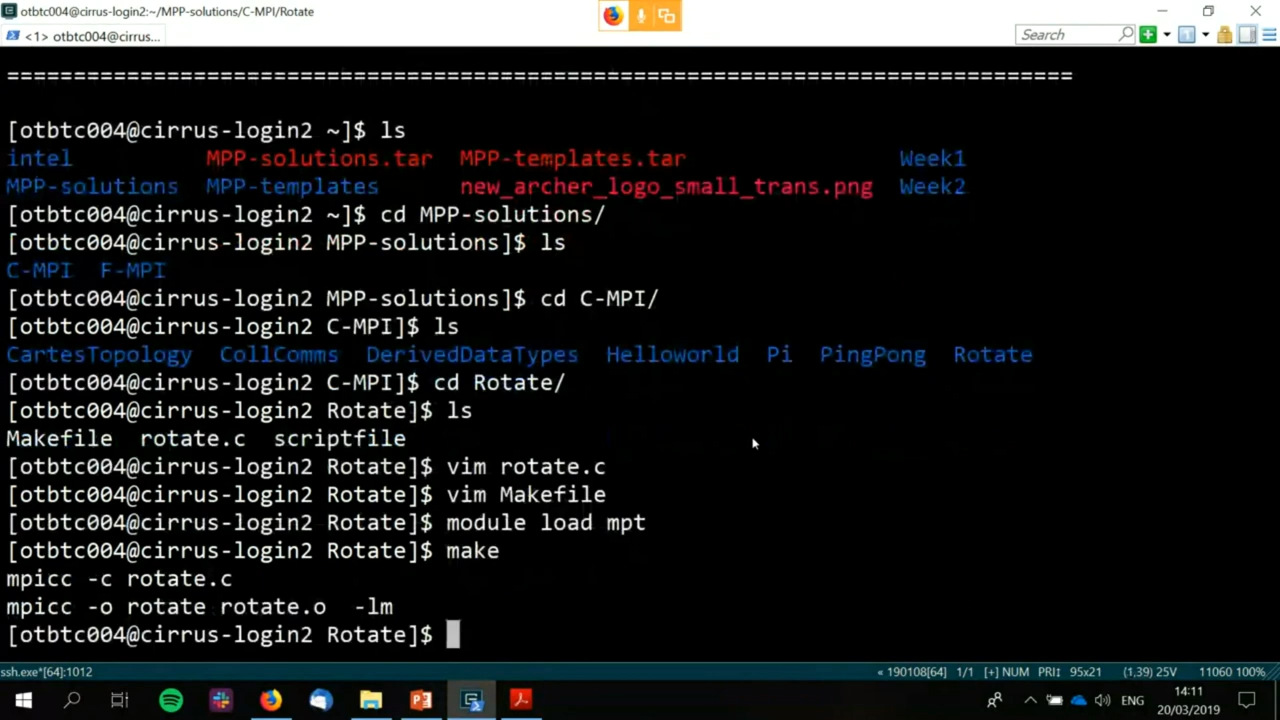 otbtc004@cirrus-login2:~/MPP-solutions/C-MPI/Rotate
<1> otbtc004@cirrus...
Search
================================================================================
[otbtc004@cirrus-login2 ~]$ ls
intel MPP-solutions.tar MPP-templates.tar Week1
MPP-solutions MPP-templates new_archer_logo_small_trans.png Week2
[otbtc004@cirrus-login2 ~]$ cd MPP-solutions/
[otbtc004@cirrus-login2 MPP-solutions]$ ls
C-MPI F-MPI
[otbtc004@cirrus-login2 MPP-solutions]$ cd C-MPI/
[otbtc004@cirrus-login2 C-MPI]$ ls
CartesTopology CollComms DerivedDataTypes Helloworld Pi PingPong Rotate
[otbtc004@cirrus-login2 C-MPI]$ cd Rotate/
[otbtc004@cirrus-login2 Rotate]$ ls
Makefile rotate.c scriptfile
[otbtc004@cirrus-login2 Rotate]$ vim rotate.c
[otbtc004@cirrus-login2 Rotate]$ vim Makefile
[otbtc004@cirrus-login2 Rotate]$ module load mpt
[otbtc004@cirrus-login2 Rotate]$ make
mpicc -c rotate.c
mpicc -o rotate rotate.o -lm
[otbtc004@cirrus-login2 Rotate]$
ssh.exe*[64]:1012 « 190108[64] 1/1 [+] NUM PRI↕ 95x21 (1,39) 25V 11060 100%
ENG
14:11
20/03/2019